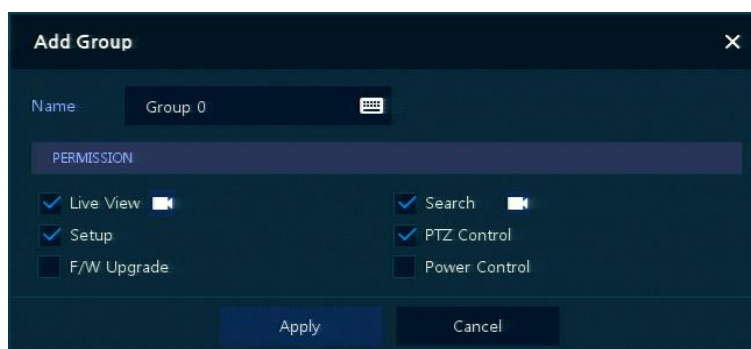 Add Group
Name Group 0
PERMISSION
Live View Search
Setup PTZ Control
F/W Upgrade Power Control
Apply Cancel